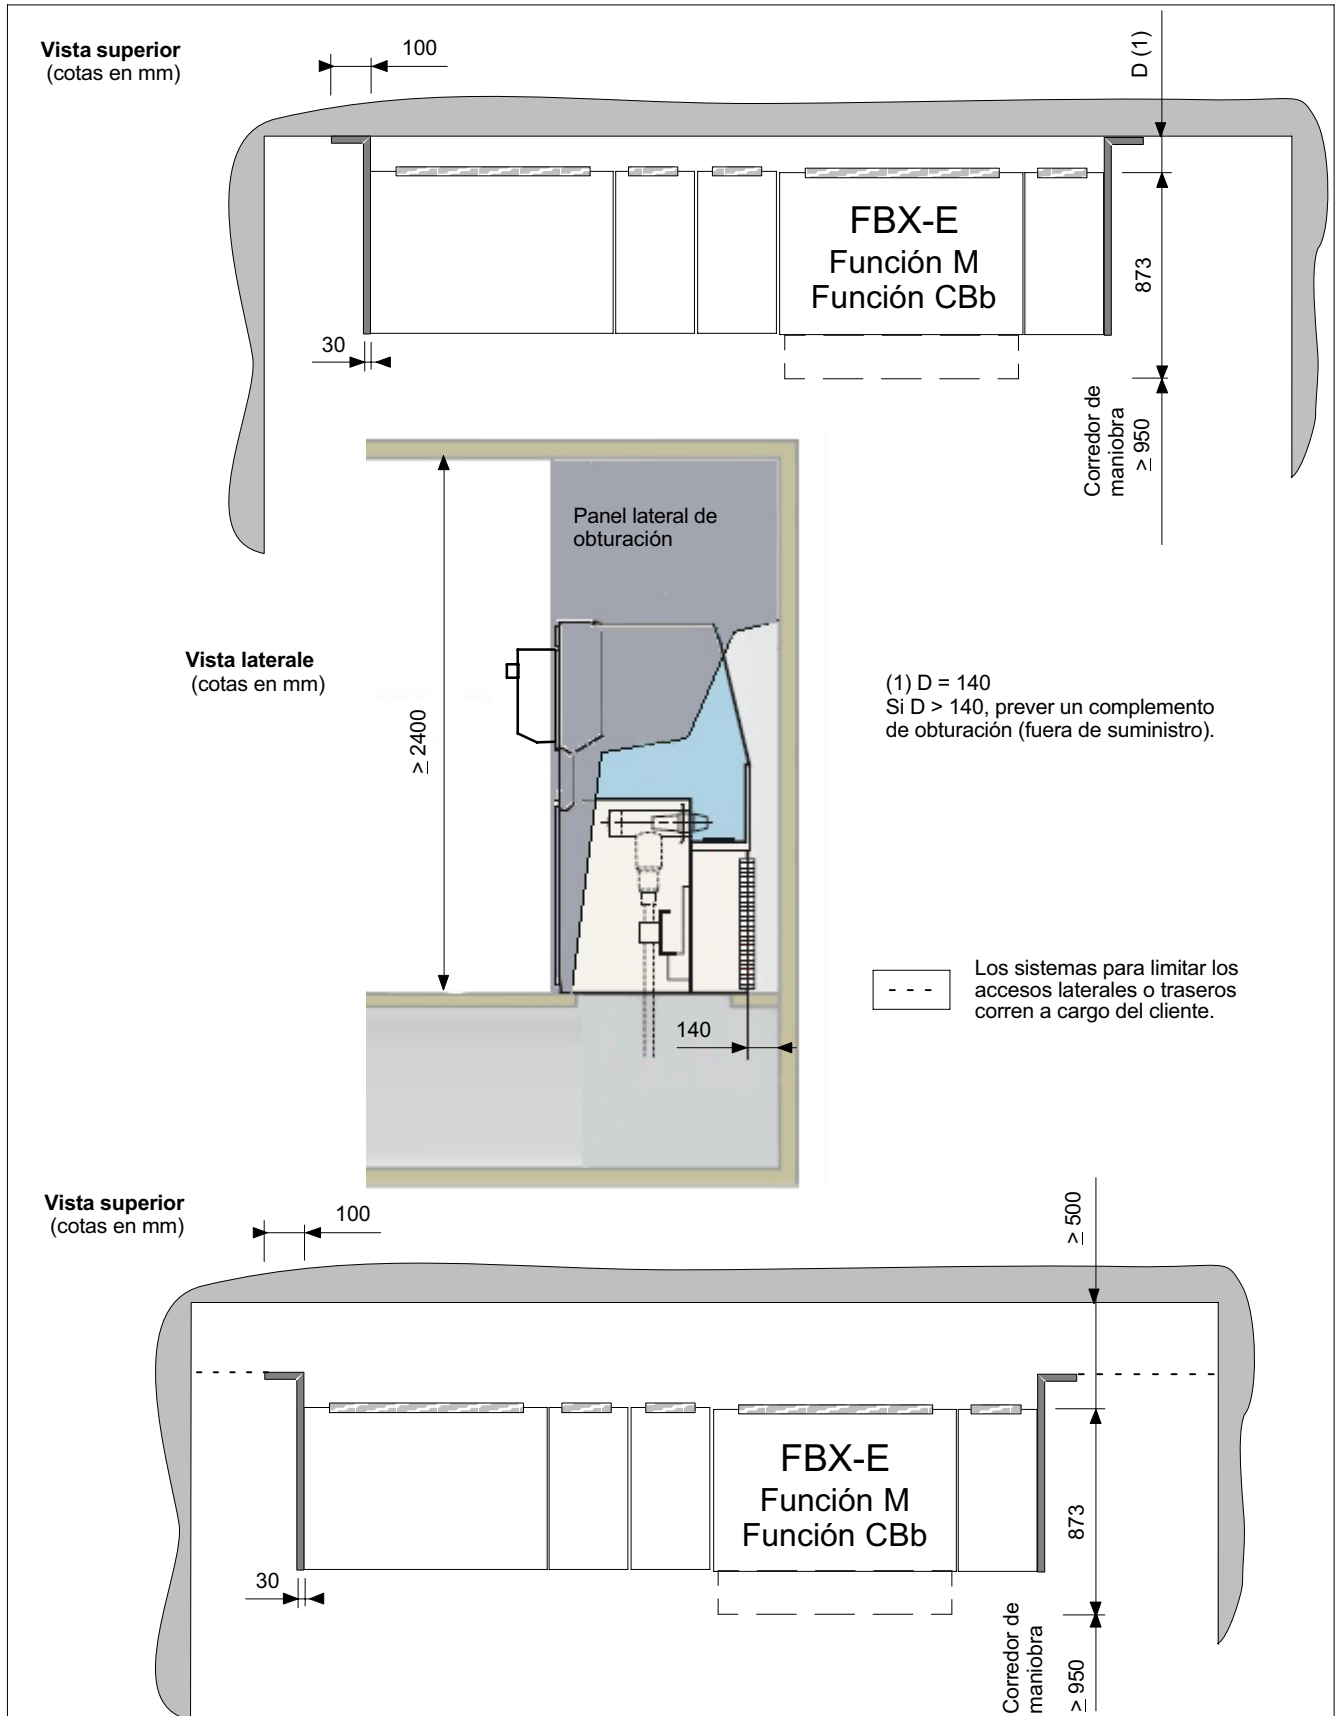 Vista superior
(cotas en mm)
100
D (1)
FBX-E
Función M
Función CBb
873
30
Corredor de
maniobra
≥ 950
Panel lateral de
obturación
Vista laterale
(cotas en mm)
≥ 2400
(1) D = 140
Si D > 140, prever un complemento
de obturación (fuera de suministro).
Los sistemas para limitar los
accesos laterales o traseros
corren a cargo del cliente.
140
Vista superior
(cotas en mm)
100
≥ 500
FBX-E
Función M
Función CBb
873
30
Corredor de
maniobra
≥ 950